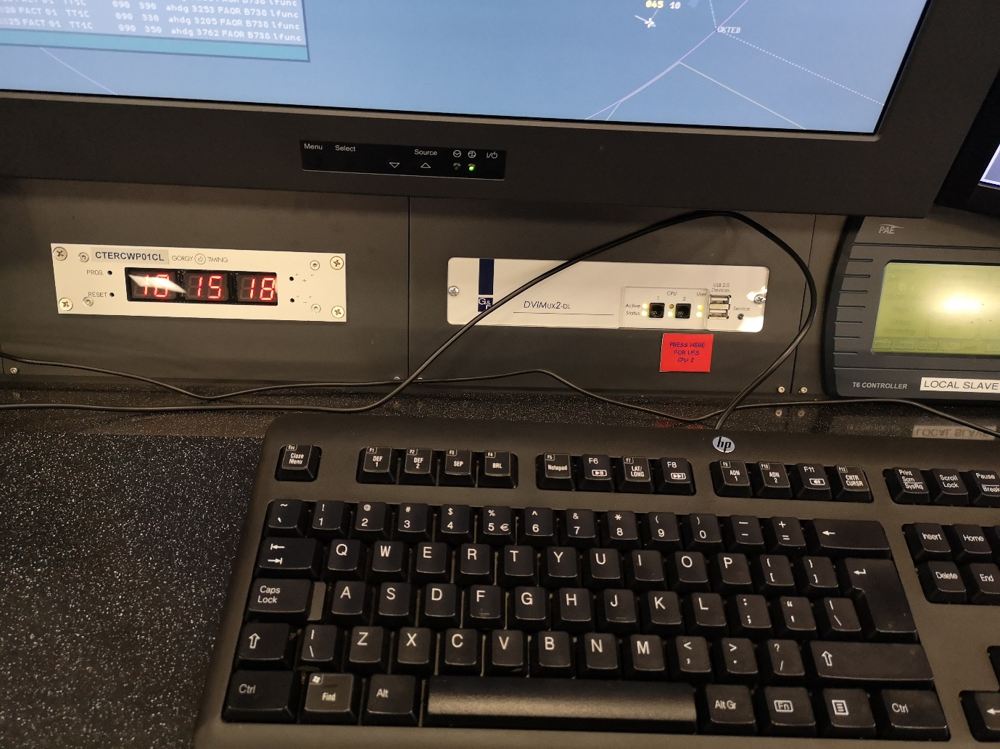 FACT 01 TT1C 090 390 ahdg 3253 FAOR B738 lfunc
FACT 01 TT1C 090 330 ahdg 3205 FAOR B738 lfunc
FACT 01 TT1C 090 350 ahdg 3762 FAOR B738 lfunc
045 10
OKTED
Menu Select Source I/⏻
CTERCWP01CL GORGY TIMING
PROG. "+"
RESET "-"
10 15 18
G&D
DVIMUX2-DL
CPU User
1 2
Active
Status
USB 2.0
Devices
Service
PRESS HERE
FOR UFS
CPU 2
PAE
T6 CONTROLLER
LOCAL SLAVE
hp
Esc Close Menu F1 DEF 1 F2 DEF 2 F3 SEP F4 BRL F5 Notepad F6 F7 LAT/LONG F8 F9 ADN 1 F10 ADN 2 F11 F12 CNTR CURSR Print Scrn SysRq Scroll Lock Pause Break
~ ` ! 1 @ 2 # 3 $ 4 % 5 € ^ 6 & 7 * 8 ( 9 ) 0 — - + = ← Insert Home
Q W E R T Y U I O P { [ } ] Delete End
Caps Lock A S D F G H J K L : ; “ ' | \
⇧ | \ Z X C V B N M < , > . ? / ⇧
Ctrl Find Alt Alt Gr Fn Ctrl ←